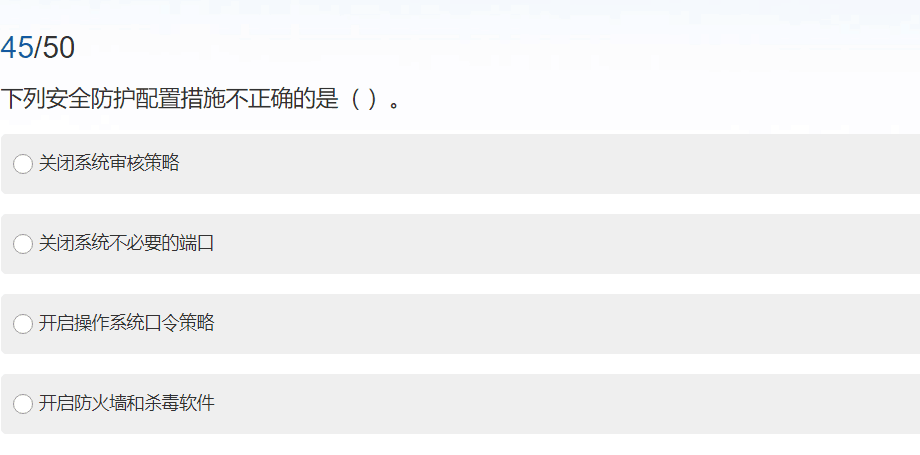 45/50
下列安全防护配置措施不正确的是（ ）。
关闭系统审核策略
关闭系统不必要的端口
开启操作系统口令策略
开启防火墙和杀毒软件